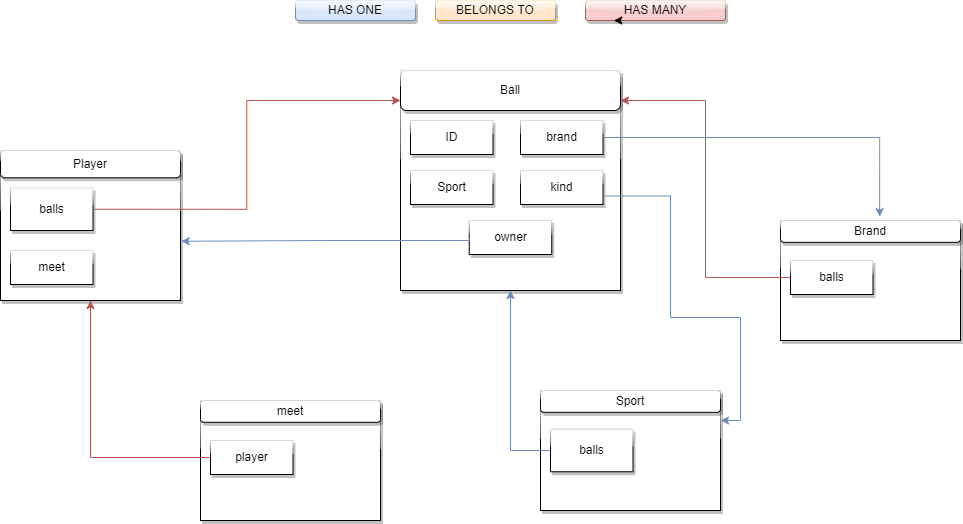 HAS ONE
BELONGS TO
HAS MANY
Ball
ID
brand
Sport
kind
owner
Player
balls
meet
Brand
balls
meet
player
Sport
balls